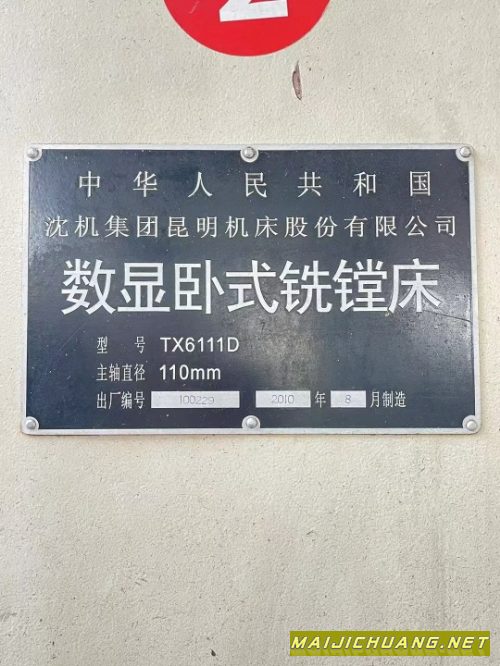 2
中华人民共和国
沈机集团昆明机床股份有限公司
数显卧式铣镗床
型 号 TX6111D
主轴直径 110mm
出厂编号 100229 2010 年 8 月制造
MAIJICHUANG.NET